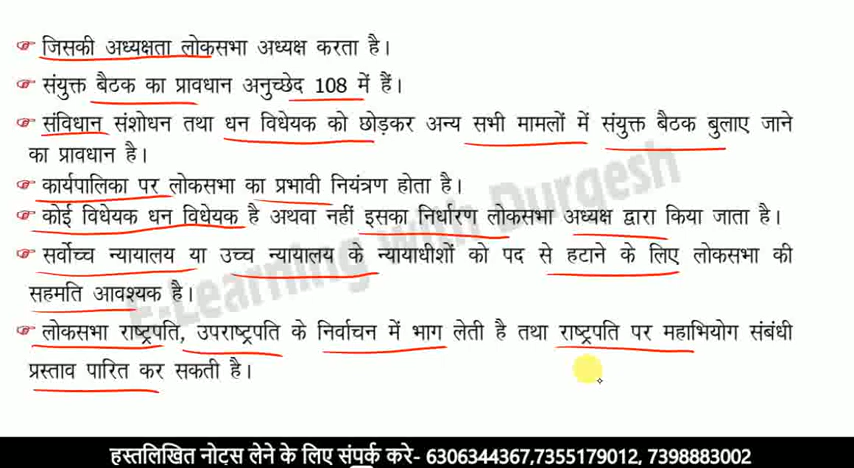 ☞ जिसकी अध्यक्षता लोकसभा अध्यक्ष करता है।
☞ संयुक्त बैठक का प्रावधान अनुच्छेद 108 में हैं।
☞ संविधान संशोधन तथा धन विधेयक को छोड़कर अन्य सभी मामलों में संयुक्त बैठक बुलाए जाने
का प्रावधान है।
☞ कार्यपालिका पर लोकसभा का प्रभावी नियंत्रण होता है।
☞ कोई विधेयक धन विधेयक है अथवा नहीं इसका निर्धारण लोकसभा अध्यक्ष द्वारा किया जाता है।
☞ सर्वोच्च न्यायालय या उच्च न्यायालय के न्यायाधीशों को पद से हटाने के लिए लोकसभा की
सहमति आवश्यक है।
☞ लोकसभा राष्ट्रपति, उपराष्ट्रपति के निर्वाचन में भाग लेती है तथा राष्ट्रपति पर महाभियोग संबंधी
प्रस्ताव पारित कर सकती है।
E-Learning with Durgesh
हस्तलिखित नोट्स लेने के लिए संपर्क करे- 6306344367,7355179012, 7398883002